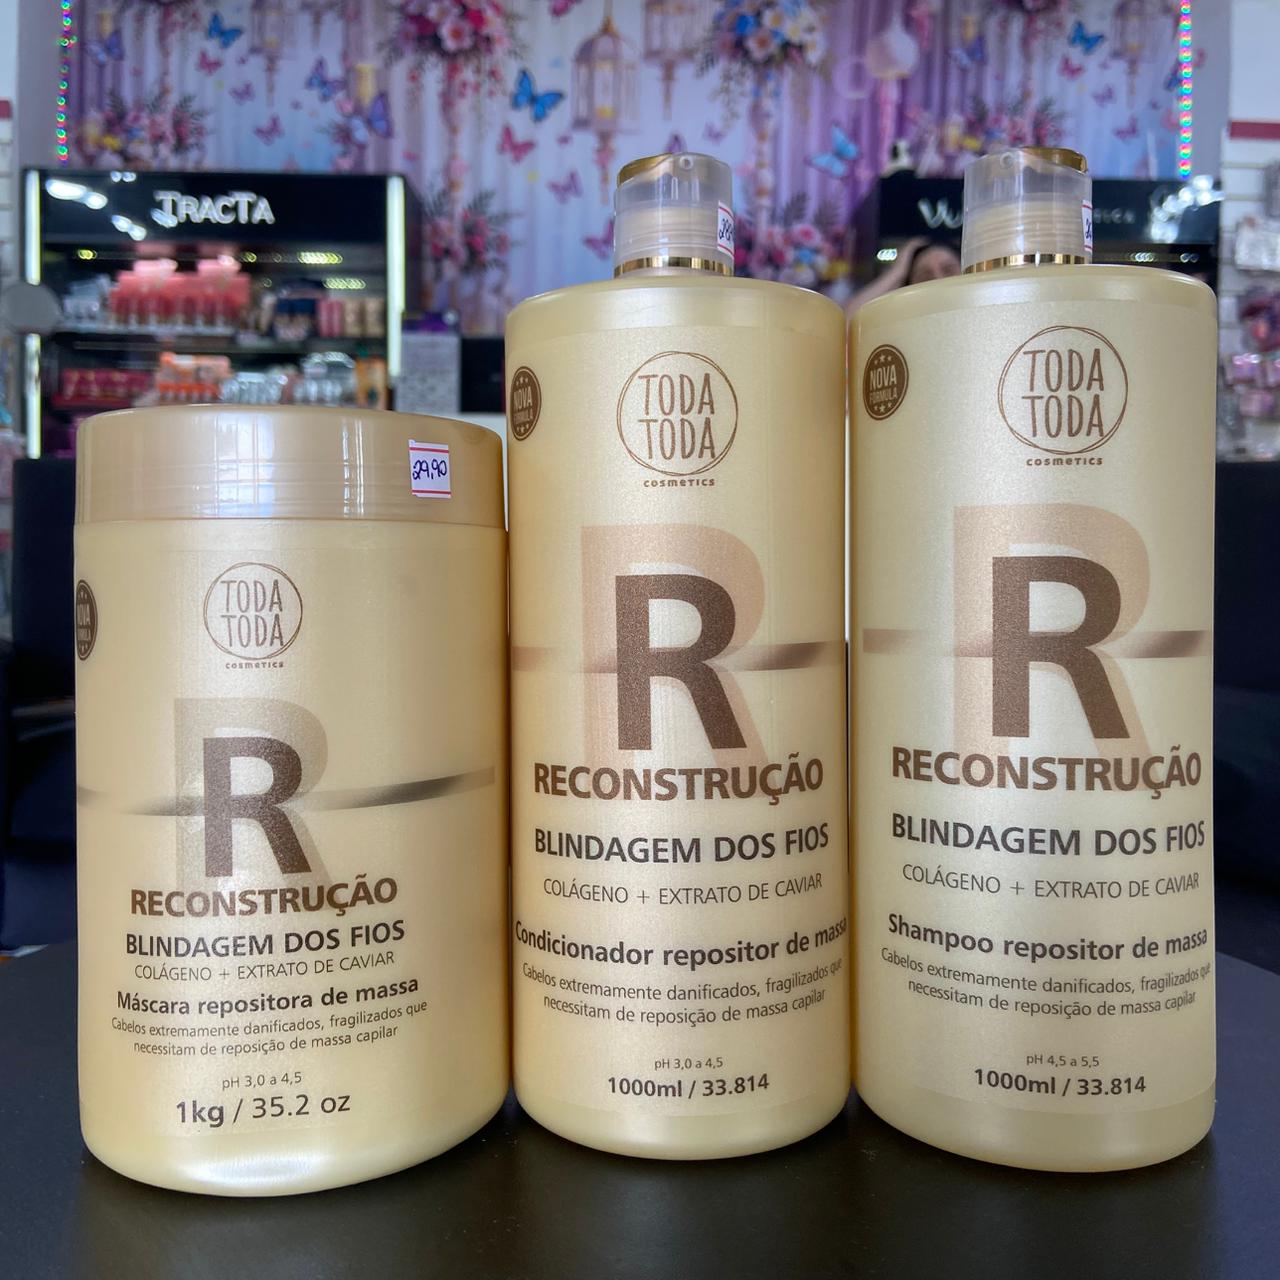 TRACTA
29,90
NOVA
TODA
TODA
cosmetics
R
RECONSTRUÇÃO
BLINDAGEM DOS FIOS
COLÁGENO + EXTRATO DE CAVIAR
Máscara repositora de massa
Cabelos extremamente danificados, fragilizados que
necessitam de reposição de massa capilar
pH 3,0 a 4,5
1kg / 35.2 oz
NOVA
FORMULA
TODA
TODA
cosmetics
R
RECONSTRUÇÃO
BLINDAGEM DOS FIOS
COLÁGENO + EXTRATO DE CAVIAR
Condicionador repositor de massa
Cabelos extremamente danificados, fragilizados que
necessitam de reposição de massa capilar
pH 3,0 a 4,5
1000ml / 33.814
NOVA
FORMULA
TODA
TODA
cosmetics
R
RECONSTRUÇÃO
BLINDAGEM DOS FIOS
COLÁGENO + EXTRATO DE CAVIAR
Shampoo repositor de massa
Cabelos extremamente danificados, fragilizados que
necessitam de reposição de massa capilar
pH 4,5 a 5,5
1000ml / 33.814